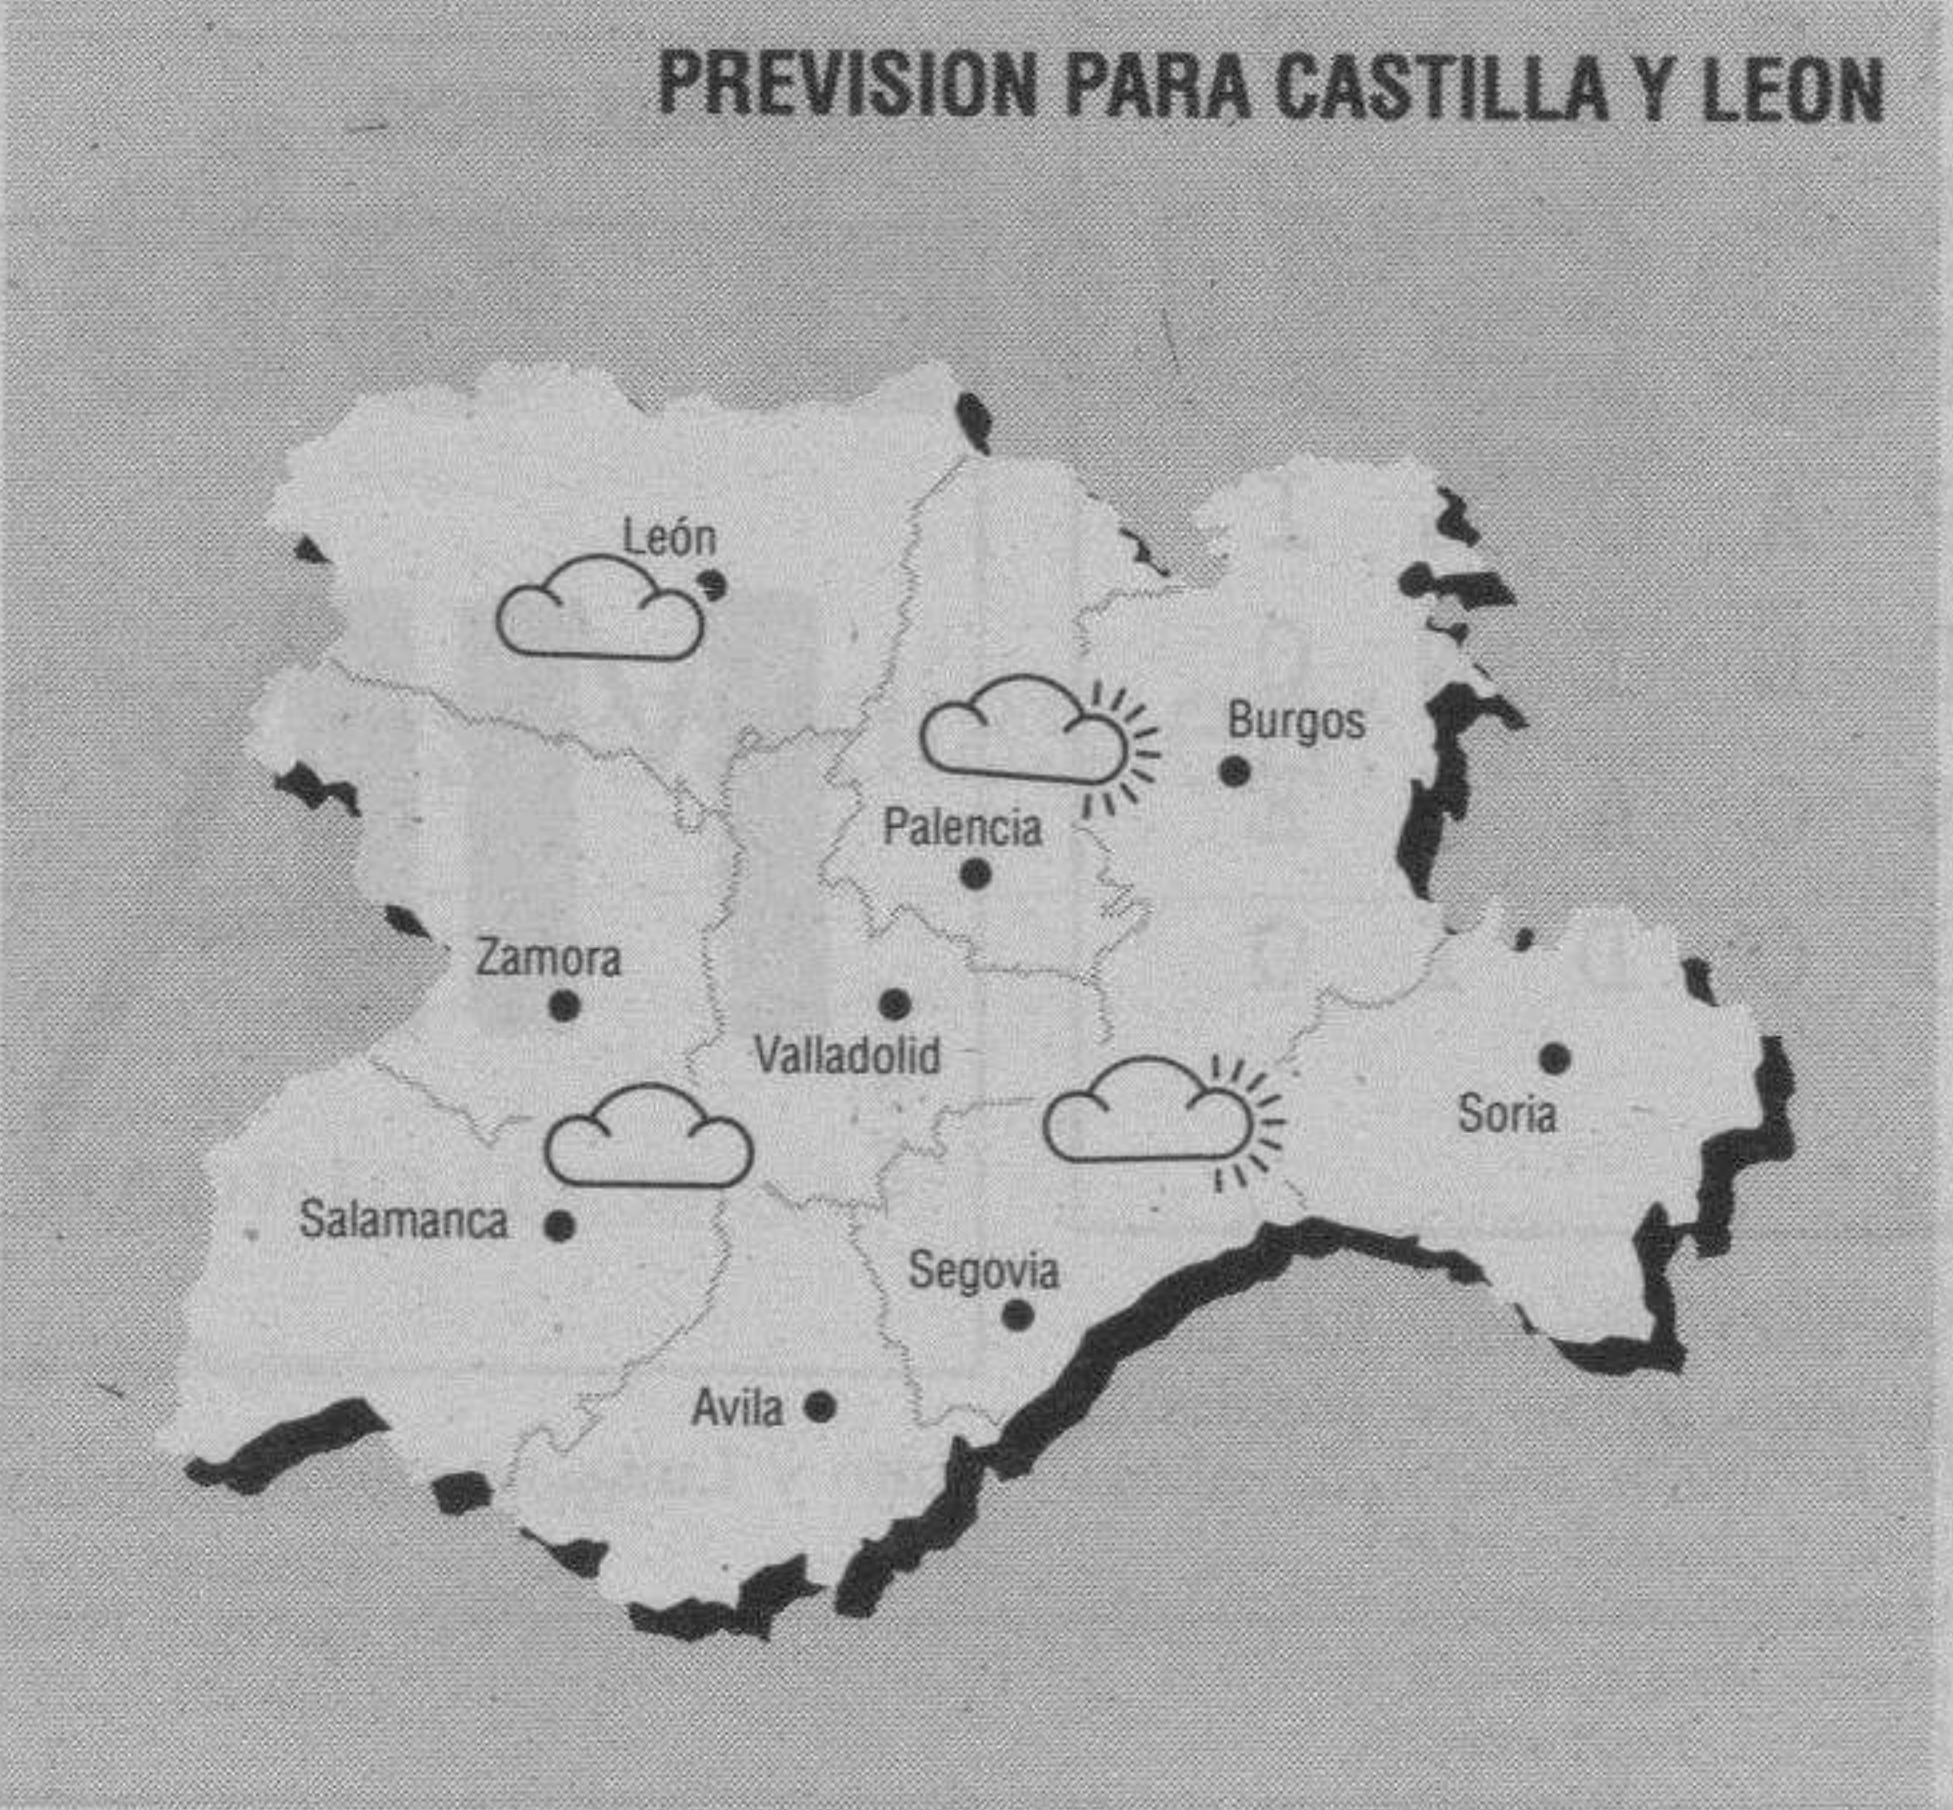 PREVISION PARA CASTILLA Y LEON
León
Burgos
Palencia
Zamora
Valladolid
Soria
Salamanca
Segovia
Avila